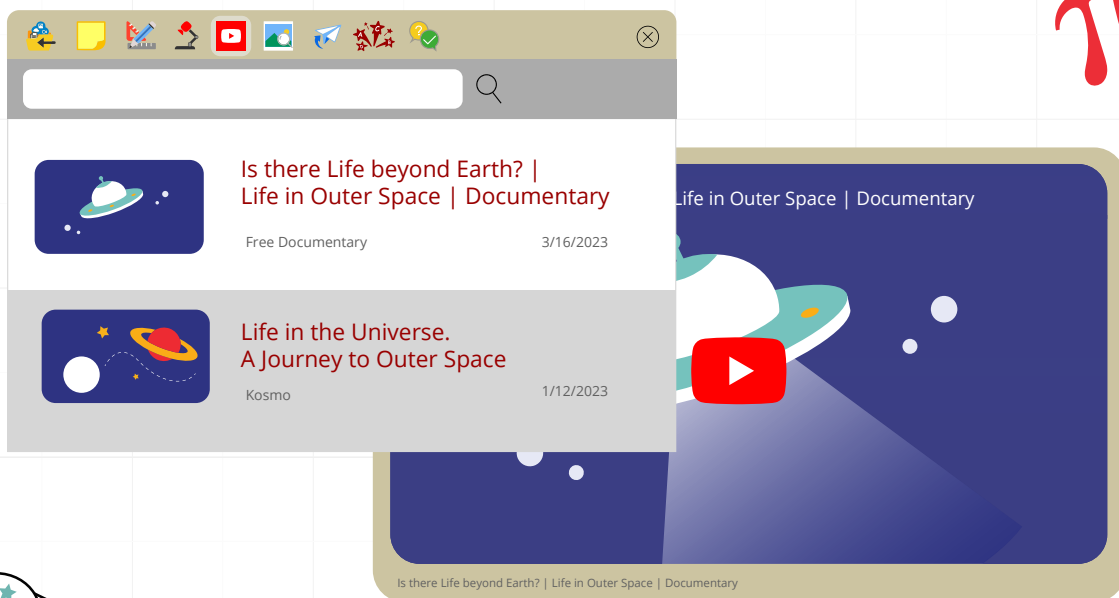 Is there Life beyond Earth? |
Life in Outer Space | Documentary
Free Documentary 3/16/2023
Life in the Universe.
A Journey to Outer Space
Kosmo 1/12/2023
Life in Outer Space | Documentary
Is there Life beyond Earth? | Life in Outer Space | Documentary